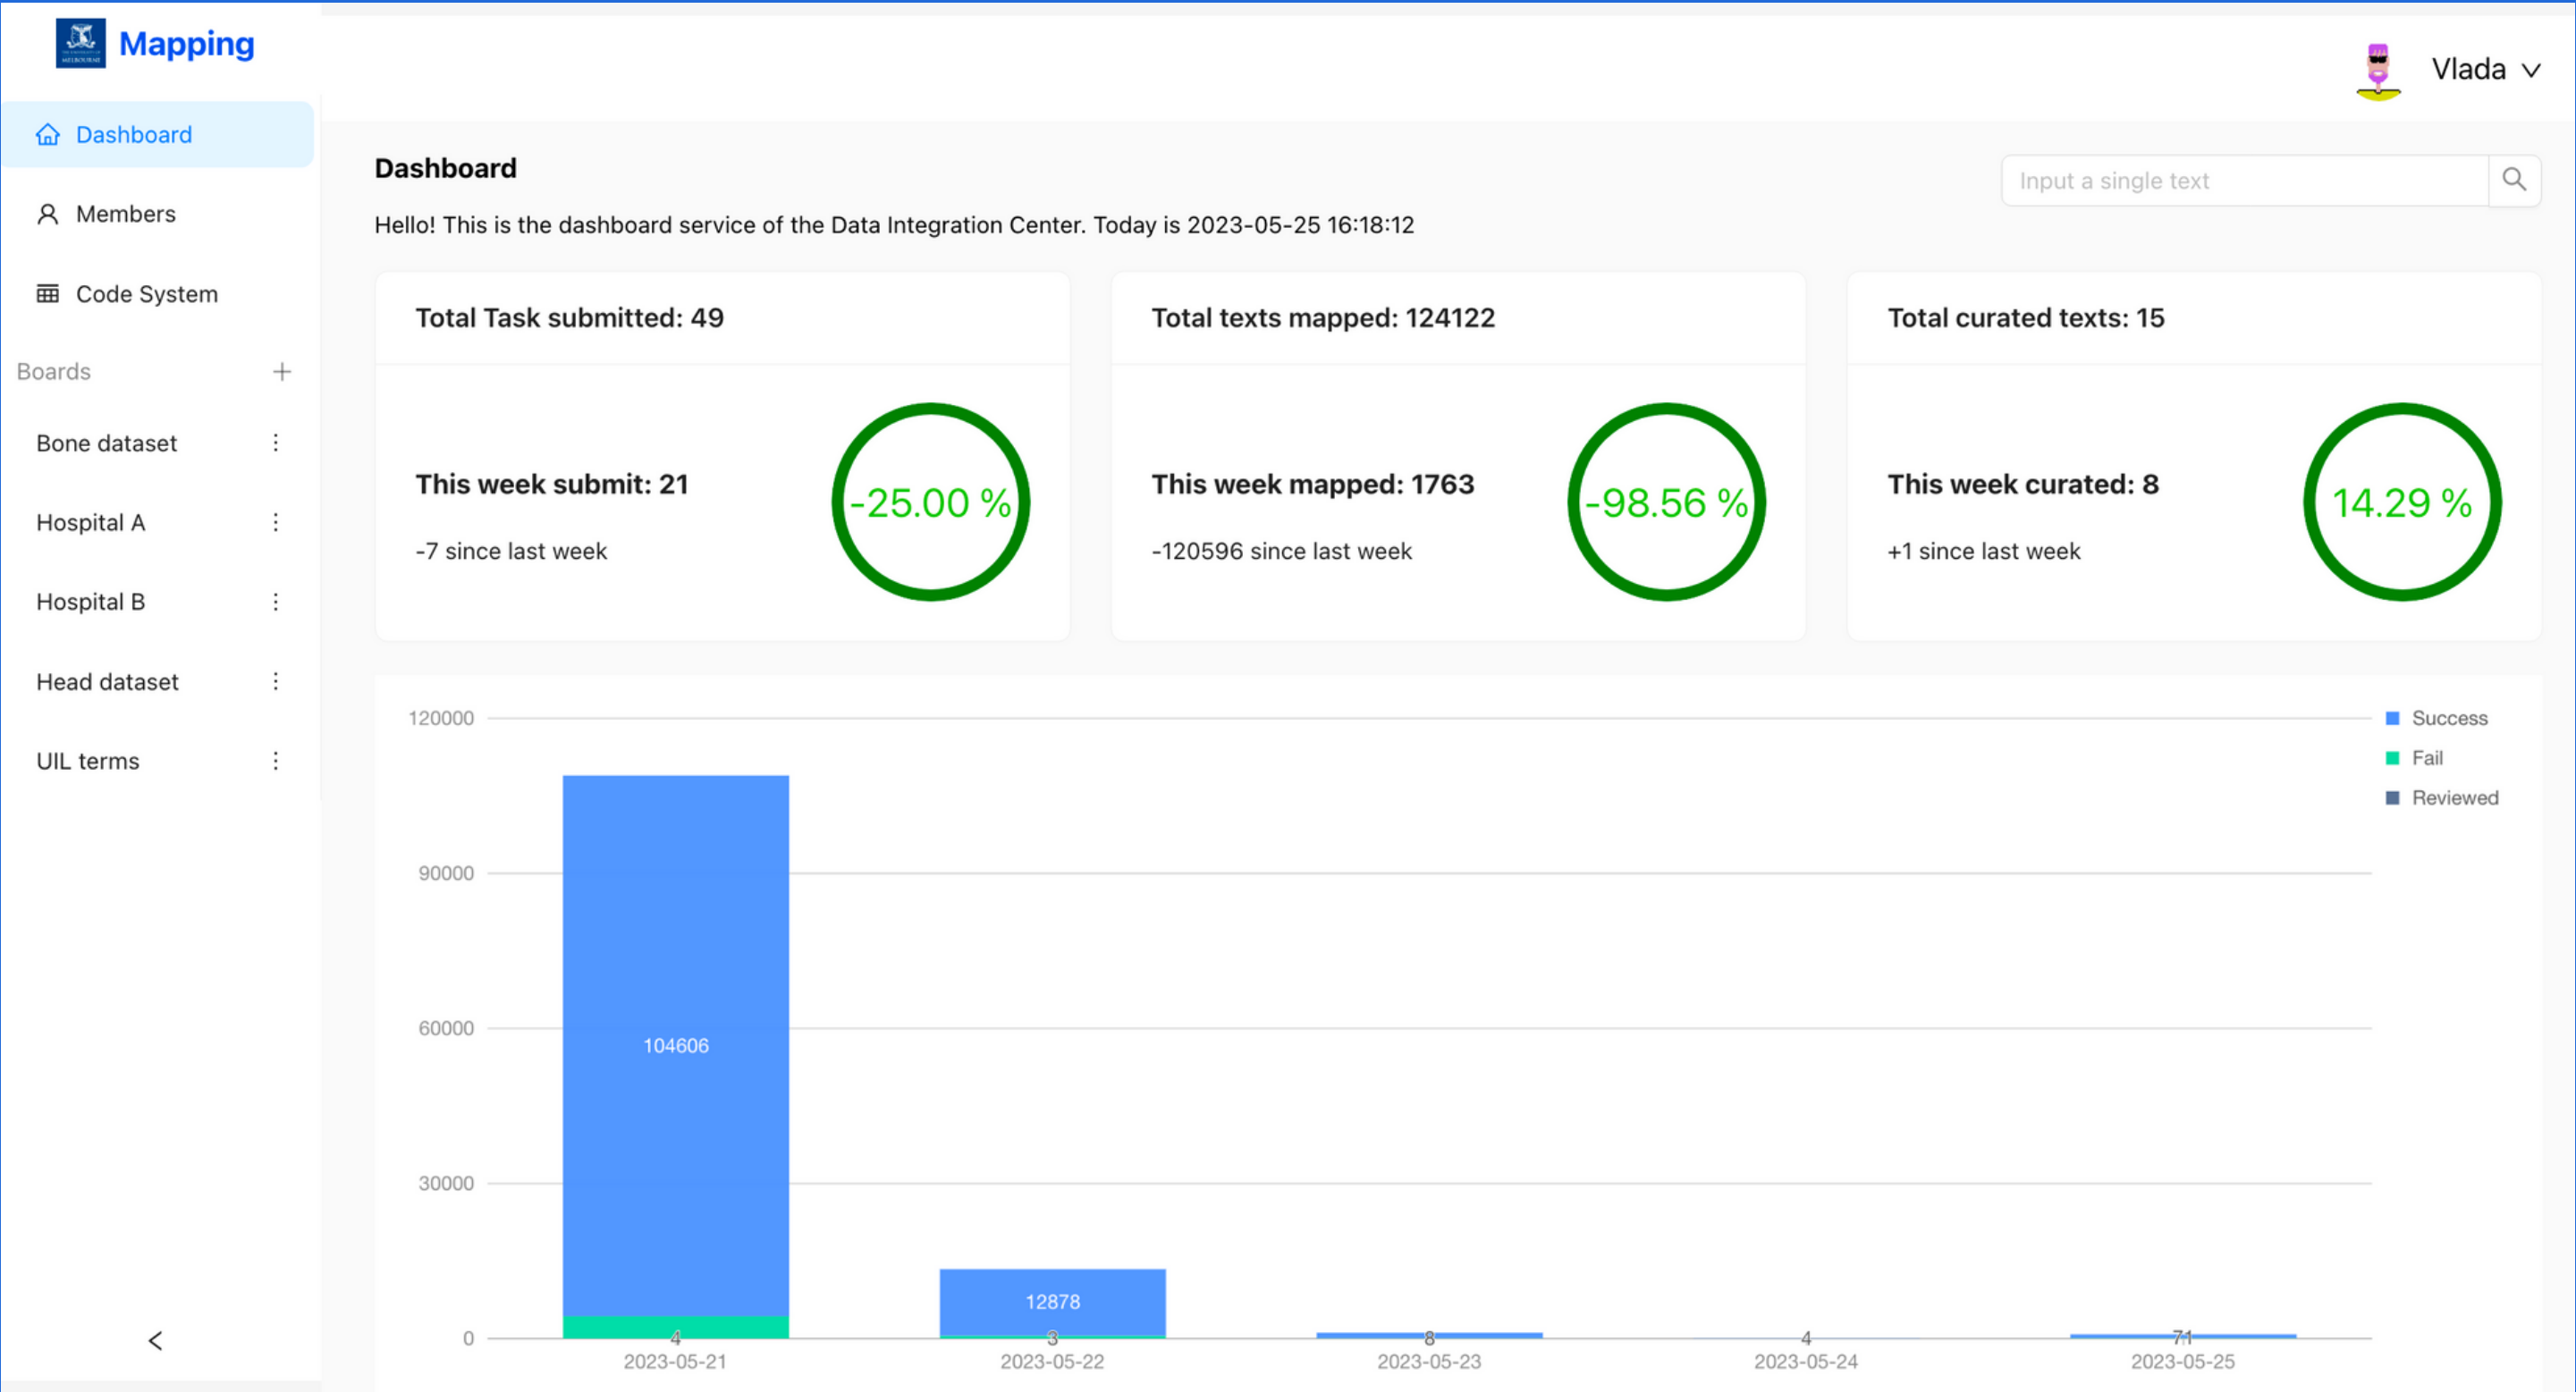 Mapping
MELBOURNE
Vlada
Dashboard
Members
Code System
Boards
Bone dataset
Hospital A
Hospital B
Head dataset
UIL terms
Dashboard
Input a single text
Hello! This is the dashboard service of the Data Integration Center. Today is 2023-05-25 16:18:12
Total Task submitted: 49
This week submit: 21
-7 since last week
-25.00 %
Total texts mapped: 124122
This week mapped: 1763
-120596 since last week
-98.56 %
Total curated texts: 15
This week curated: 8
+1 since last week
14.29 %
120000
90000
60000
30000
0
Success
Fail
Reviewed
104606
12878
4
3
8
4
2023-05-21
2023-05-22
2023-05-23
2023-05-24
2023-05-25